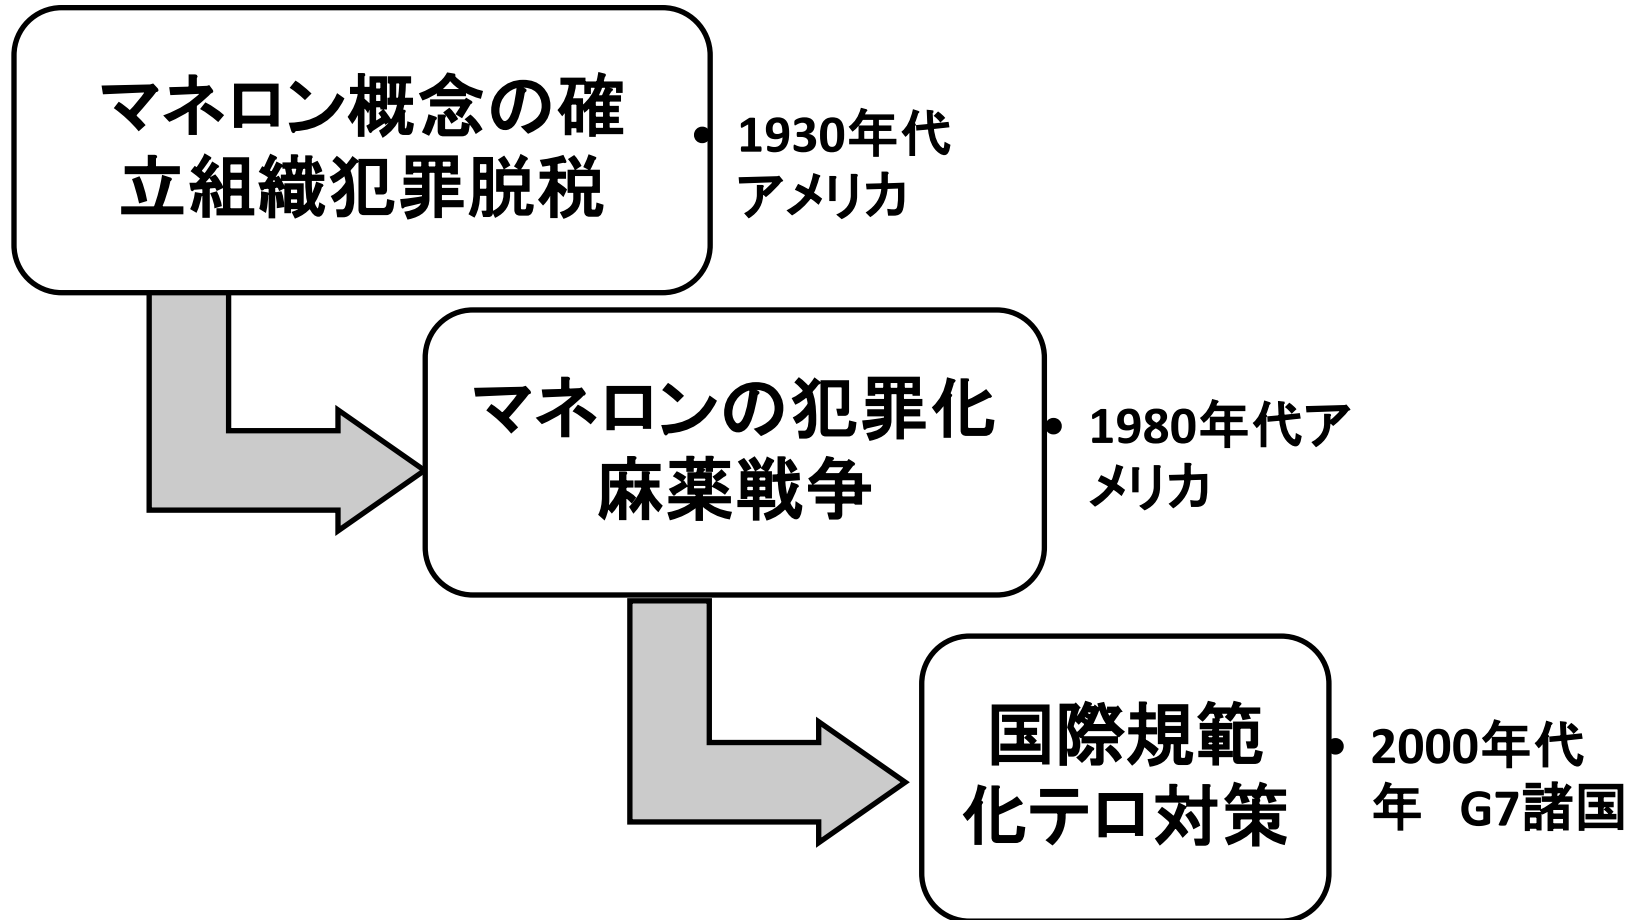 マネロン概念の確
立組織犯罪脱税
• 1930年代
アメリカ
マネロンの犯罪化
麻薬戦争
• 1980年代ア
メリカ
国際規範
化テロ対策
• 2000年代
年　G7諸国